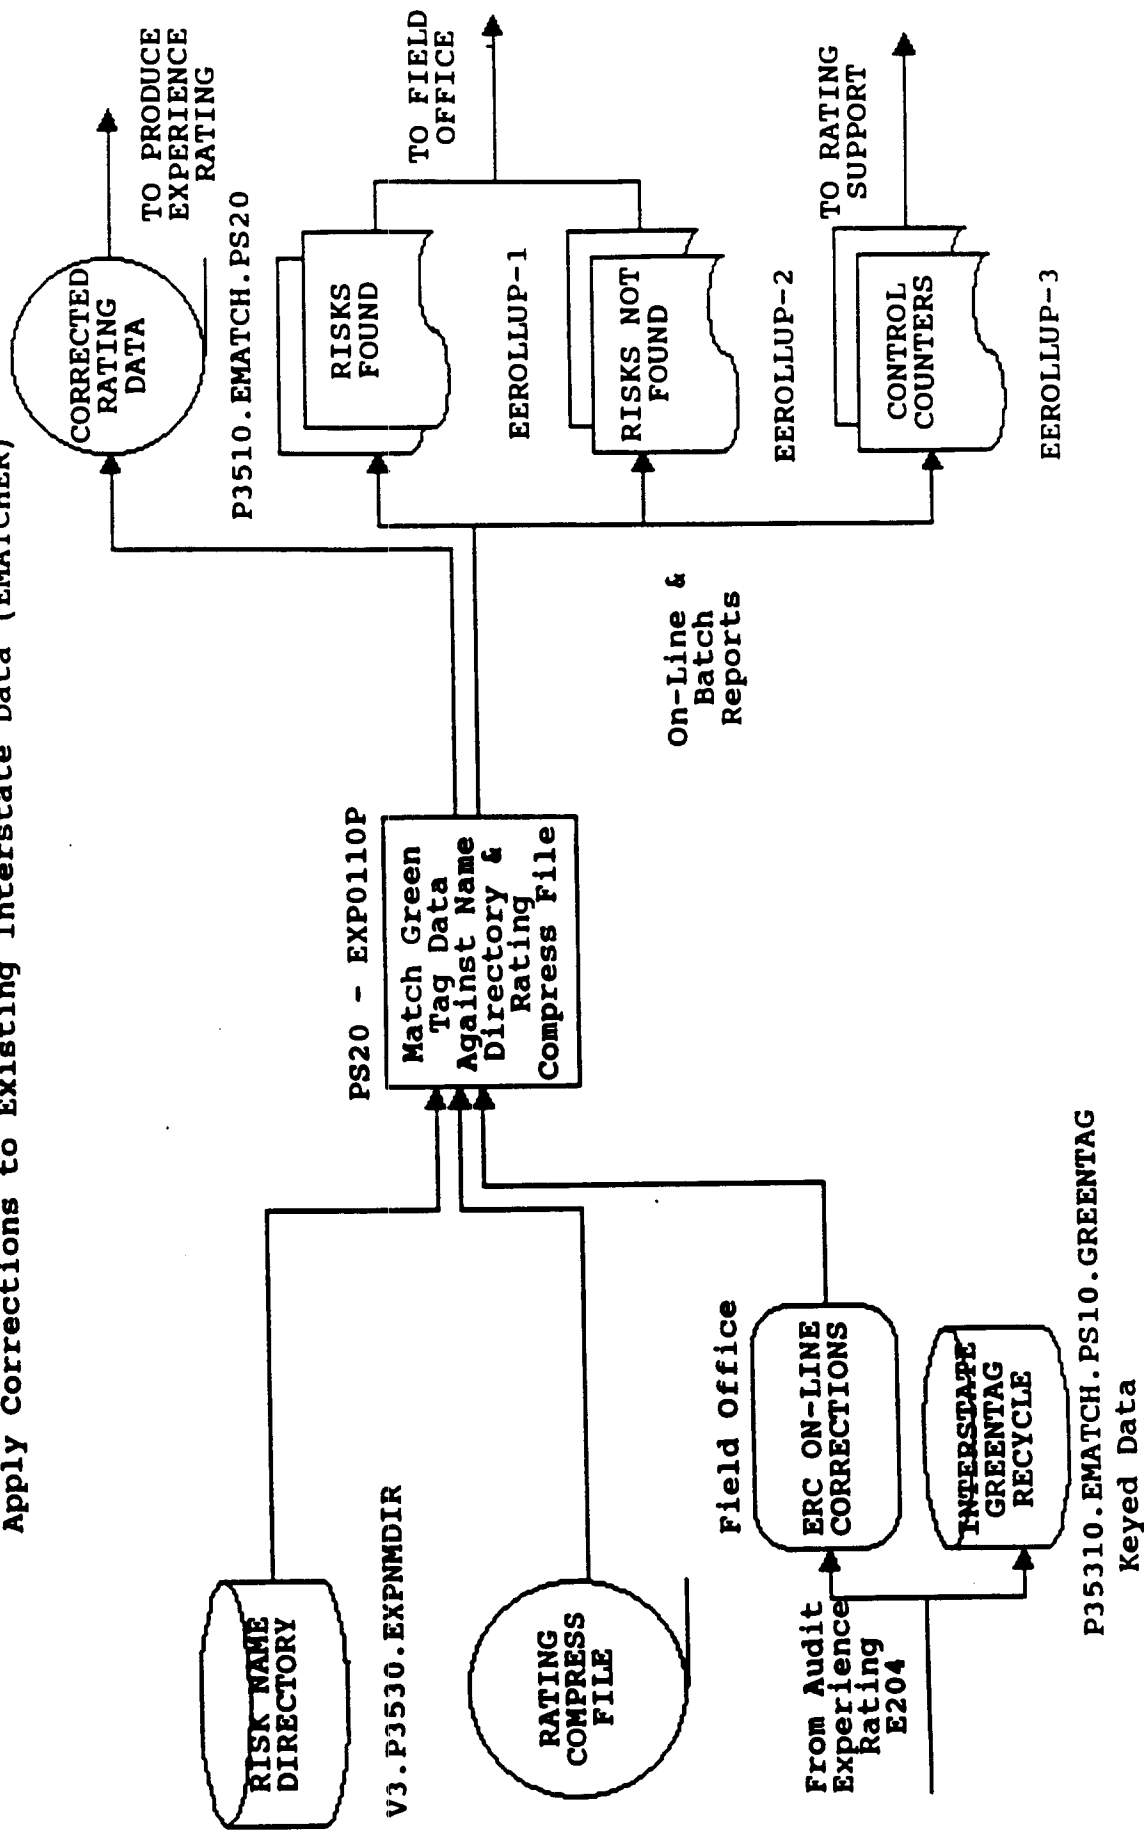 Apply Corrections to Existing Interstate Data (EMATCHER)
RISK NAME
DIRECTORY
V3.P3530.EXPNMDIR
RATING
COMPRESS
FILE
From Audit
Experience
Rating
E204
Field Office
ERC ON-LINE
CORRECTIONS
INTERSTATE
GREENTAG
RECYCLE
P35310.EMATCH.PS10.GREENTAG
Keyed Data
PS20 - EXP0110P
Match Green
Tag Data
Against Name
Directory &
Rating
Compress File
On-Line &
Batch
Reports
CORRECTED
RATING
DATA
P3510.EMATCH.PS20
TO PRODUCE
EXPERIENCE
RATING
RISKS
FOUND
EEROLLUP-1
TO FIELD
OFFICE
RISKS NOT
FOUND
EEROLLUP-2
CONTROL
COUNTERS
EEROLLUP-3
TO RATING
SUPPORT